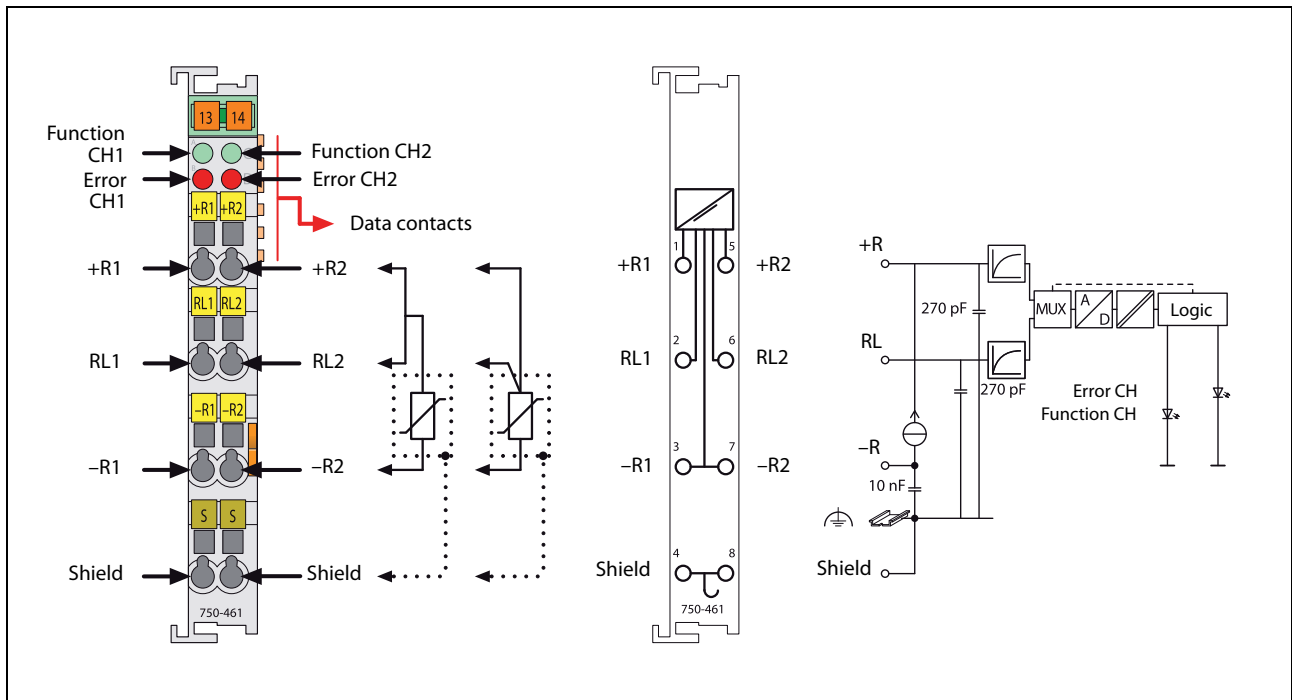 13 14
Function CH1
Function CH2
Error CH1
Error CH2
+R1 +R2
Data contacts
+R1
+R2
RL1 RL2
RL1
RL2
–R1 –R2
–R1
–R2
S S
Shield
Shield
750-461
1
5
+R1
+R2
2
6
RL1
RL2
3
7
–R1
–R2
4
8
Shield
750-461
+R
270 pF
MUX
A
D
Logic
RL
270 pF
Error CH
Function CH
–R
10 nF
Shield